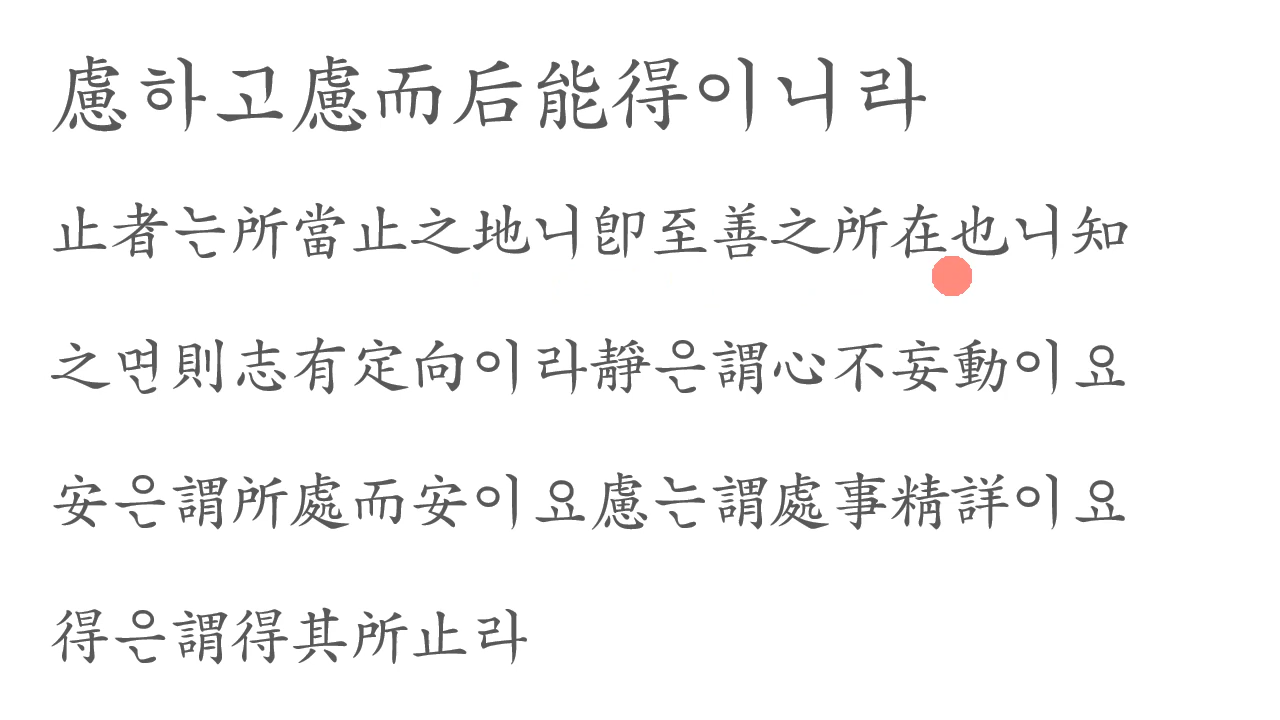 慮하고慮而后能得이니라
止者는所當止之地니卽至善之所在也니知
之면則志有定向이라靜은謂心不妄動이요
安은謂所處而安이요慮는謂處事精詳이요
得은謂得其所止라